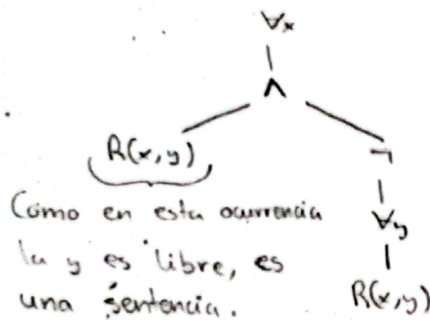 ∀x
∧
R(x,y)
¬
Como en esta ocurrencia
∀y
la y es libre, es
R(x,y)
una sentencia.